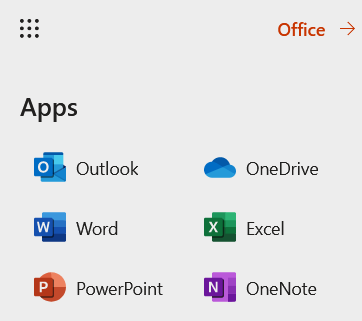 Office
Apps
Outlook
OneDrive
Word
Excel
PowerPoint
OneNote